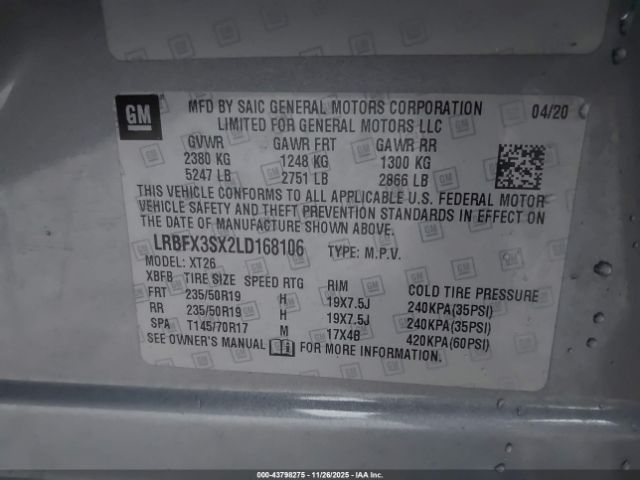 GM
MFD BY SAIC GENERAL MOTORS CORPORATION 04/20
LIMITED FOR GENERAL MOTORS LLC
GVWR GAWR FRT GAWR RR
2380 KG 1248 KG 1300 KG
5247 LB 2751 LB 2866 LB
THIS VEHICLE CONFORMS TO ALL APPLICABLE U.S. FEDERAL MOTOR
VEHICLE SAFETY AND THEFT PREVENTION STANDARDS IN EFFECT ON
THE DATE OF MANUFACTURE SHOWN ABOVE.
LRBFX3SX2LD168106 TYPE: M.P.V.
MODEL: XT26
XBFB TIRE SIZE SPEED RTG RIM COLD TIRE PRESSURE
FRT 235/50R19 H 19X7.5J 240KPA(35PSI)
RR 235/50R19 H 19X7.5J 240KPA(35PSI)
SPA T145/70R17 M 17X4B 420KPA(60PSI)
SEE OWNER'S MANUAL FOR MORE INFORMATION.
000-43798275 - 11/26/2025 - IAAI.COM